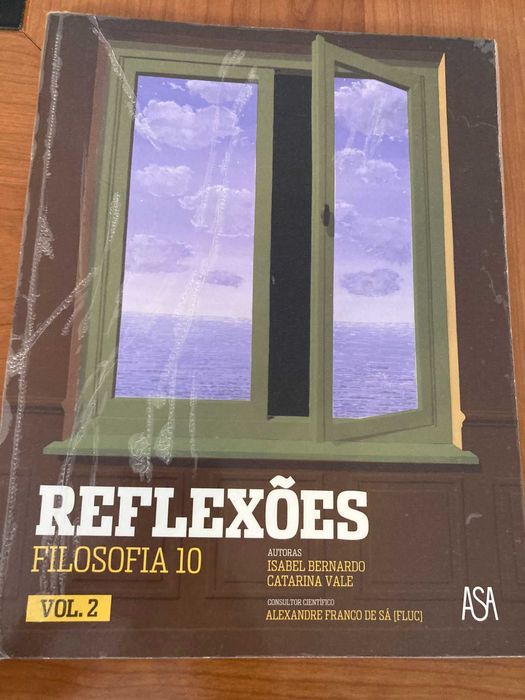 REFLEXÕES
FILOSOFIA 10
VOL. 2
AUTORAS
ISABEL BERNARDO
CATARINA VALE
CONSULTOR CIENTÍFICO
ALEXANDRE FRANCO DE SÁ [FLUC]
ASA